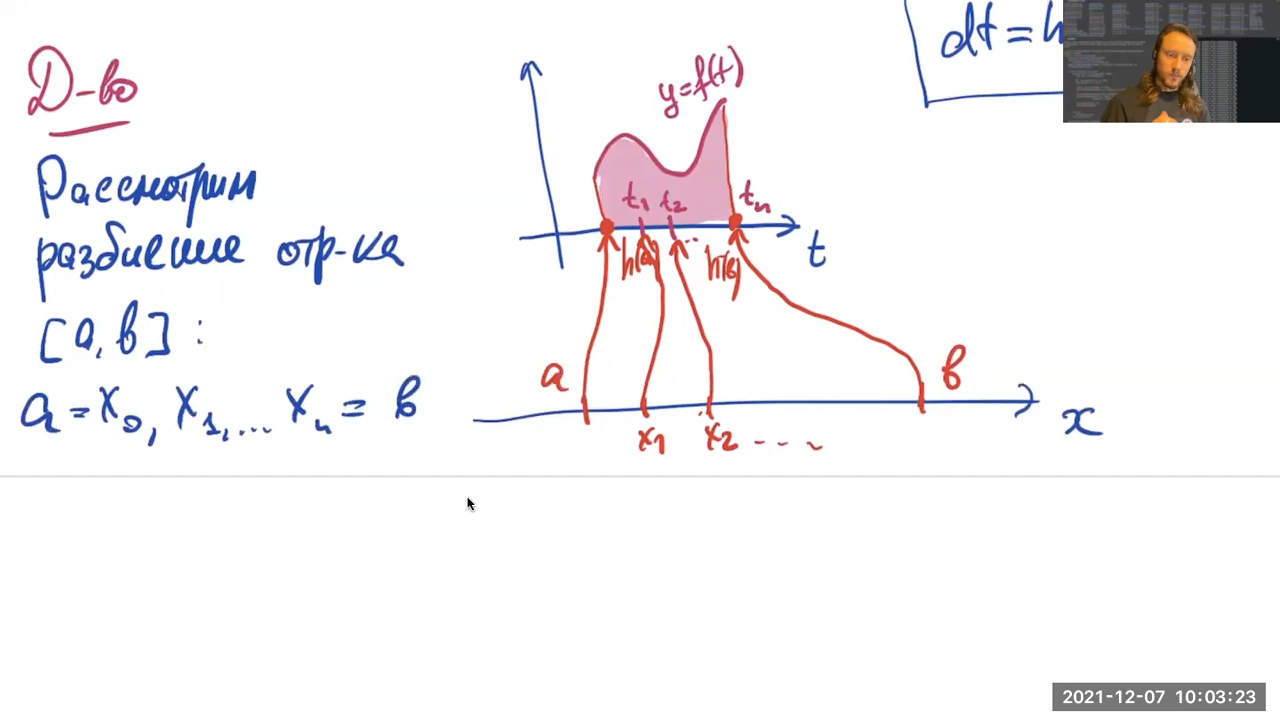 Д-во
Рассмотрим
разбиение отр-ка
[a, b] :
a = x₀, x₁, ... xₙ = b
y=f(t)
t₁ t₂ tₙ
...
h(a) h(b)
t
a b
x₁ x₂ ....
x
dt = h
2021-12-07 10:03:23